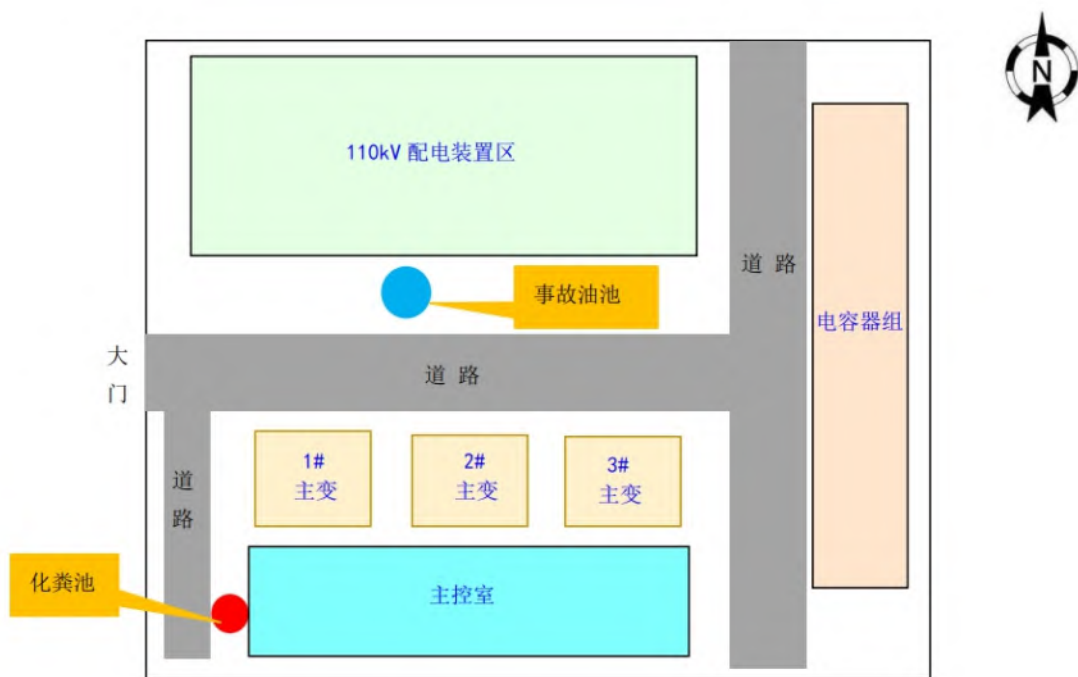 N
110kV 配电装置区
道 路
事故油池
电容器组
大
门
道 路
1#
主变
2#
主变
3#
主变
道
路
化粪池
主控室